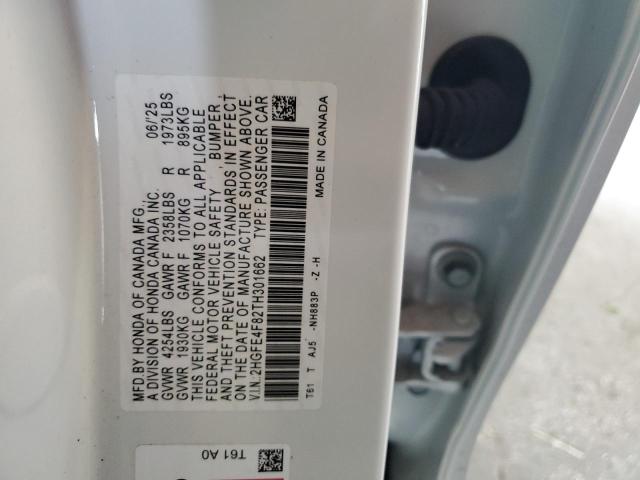 MFD BY HONDA OF CANADA MFG. 06/'25
A DIVISION OF HONDA CANADA INC.
GVWR 4254LBS GAWR F 2358LBS R 1973LBS
GVWR 1930KG GAWR F 1070KG R 895KG
THIS VEHICLE CONFORMS TO ALL APPLICABLE
FEDERAL MOTOR VEHICLE SAFETY BUMPER
AND THEFT PREVENTION STANDARDS IN EFFECT
ON THE DATE OF MANUFACTURE SHOWN ABOVE.
V.I.N. 2HGFE4F82TH301662 TYPE: PASSENGER CAR
T61 T AJ5 -NH883P -Z -H MADE IN CANADA
T61 A0